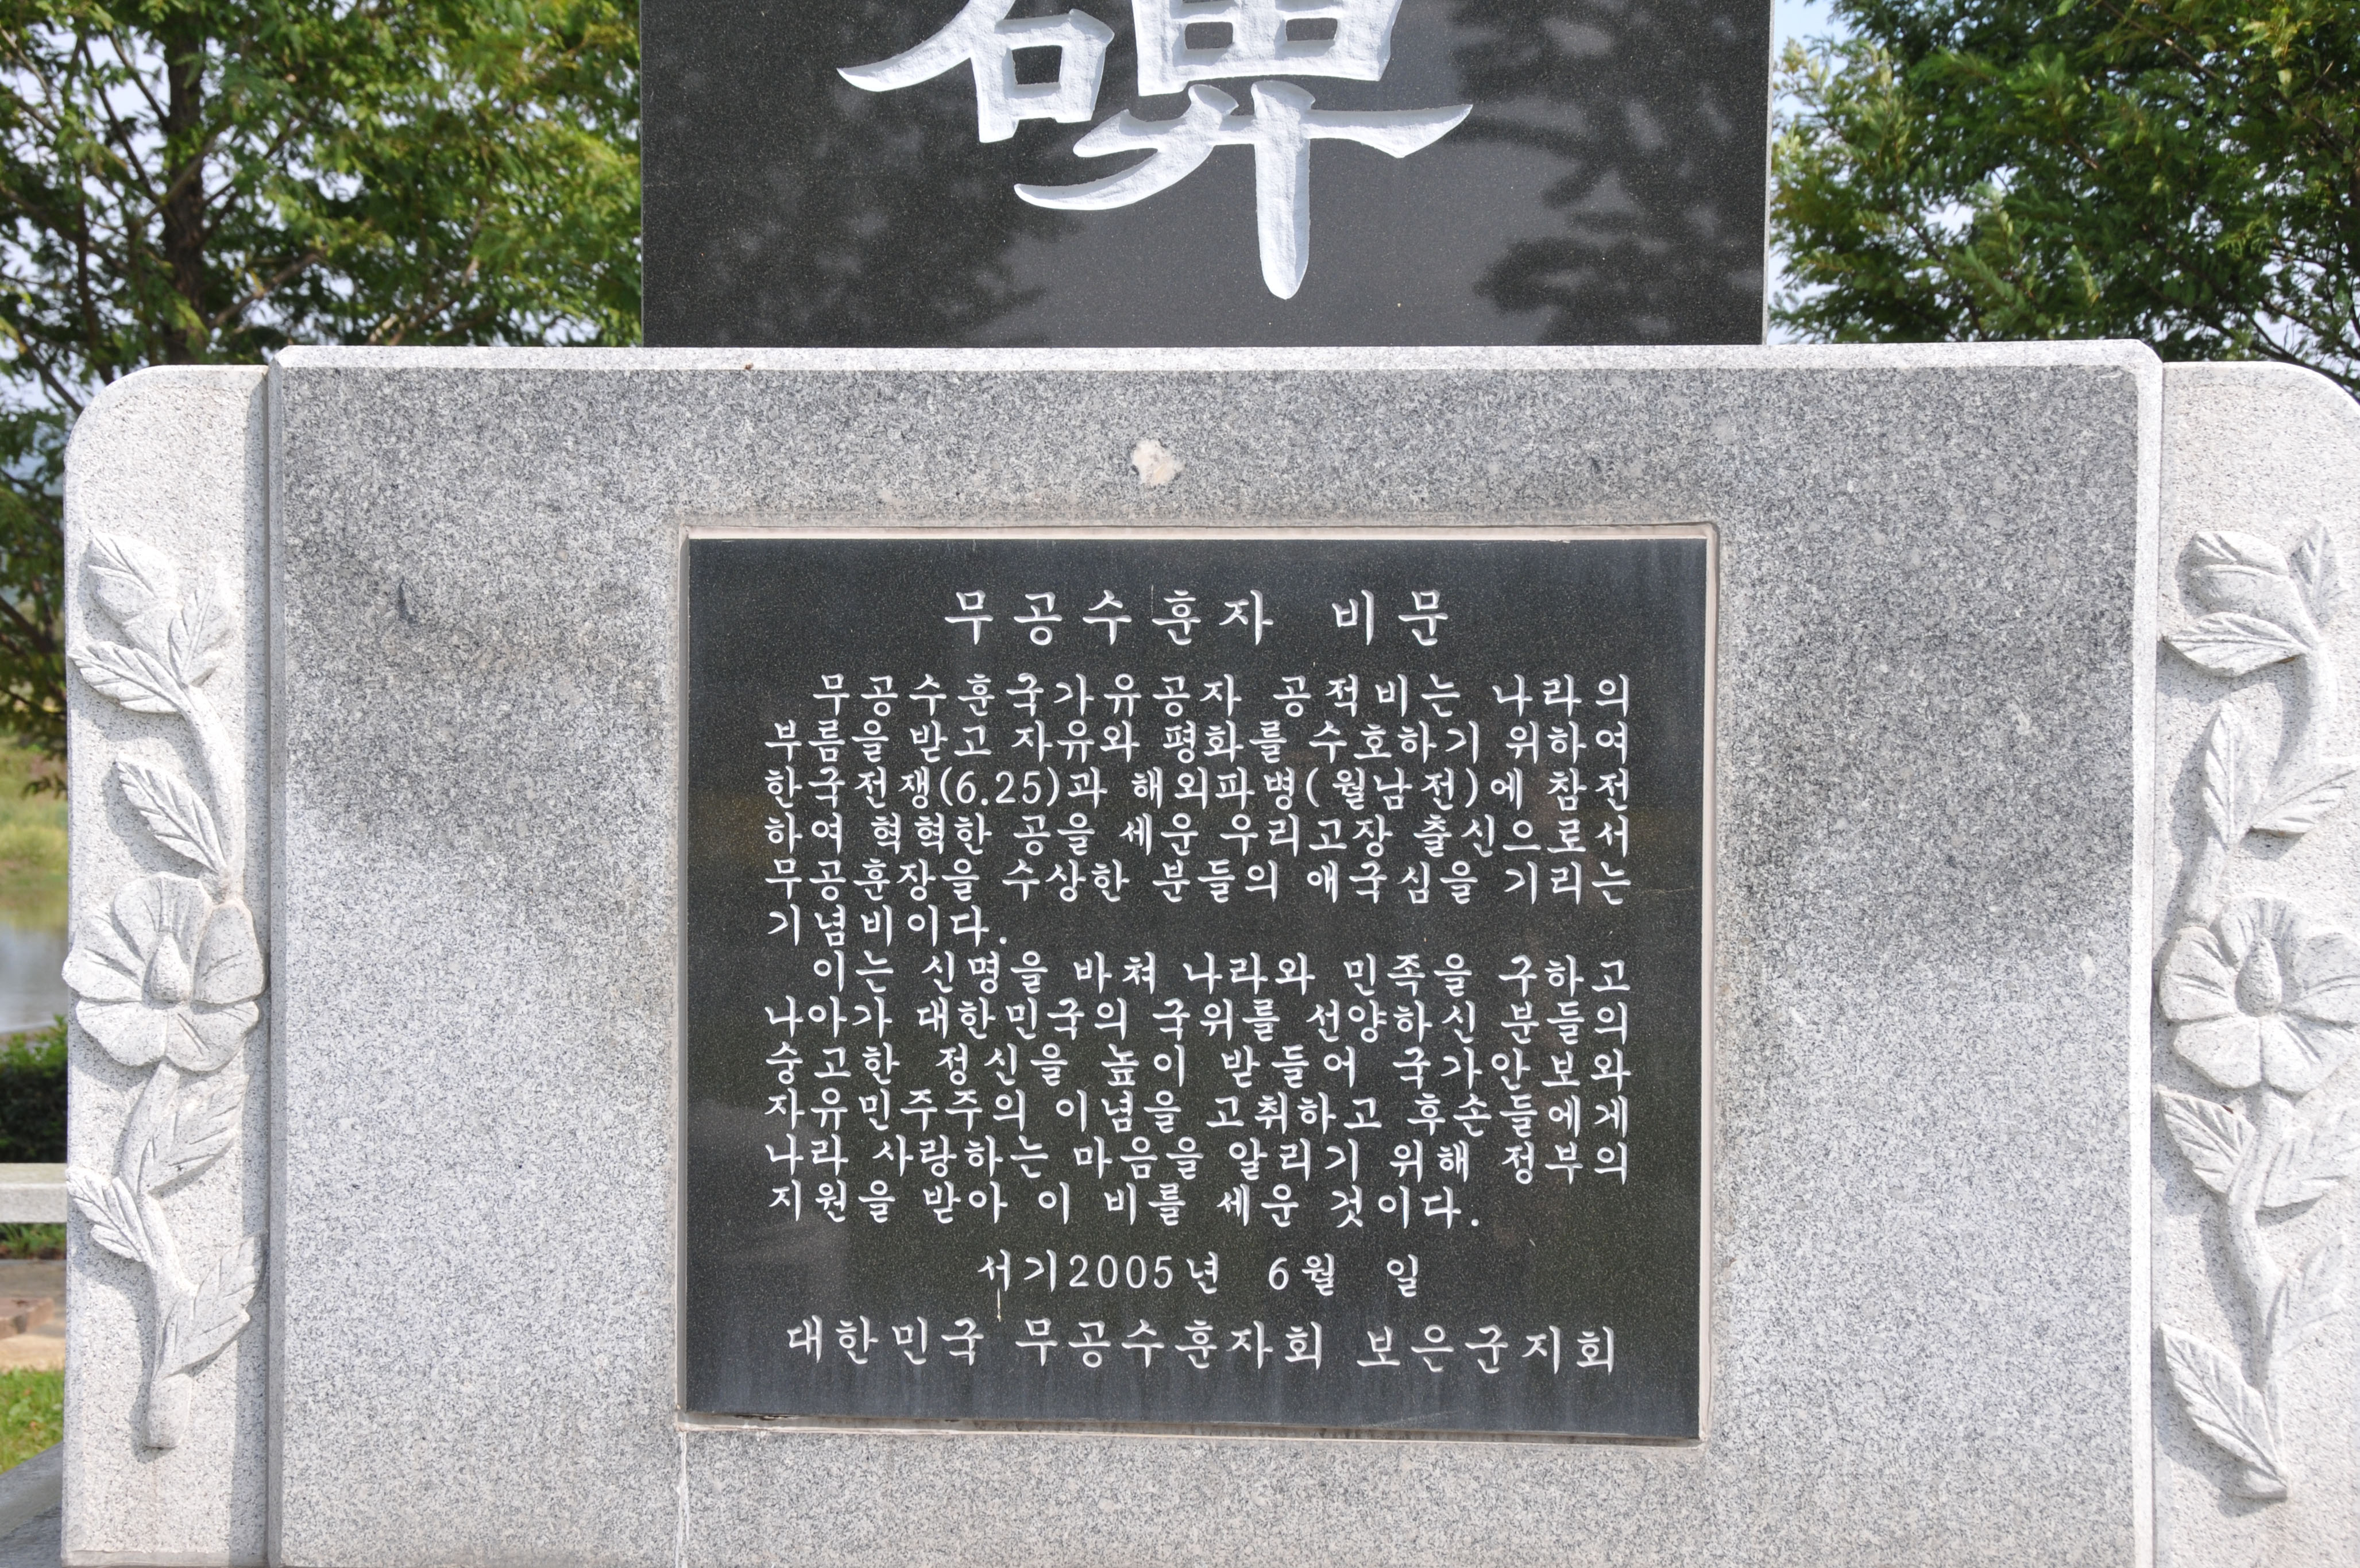 碑
무공수훈자 비문
무공수훈국가유공자 공적비는 나라의
부름을 받고 자유와 평화를 수호하기 위하여
한국전쟁(6.25)과 해외파병(월남전)에 참전
하여 혁혁한 공을 세운 우리고장 출신으로서
무공훈장을 수상한 분들의 애국심을 기리는
기념비이다.
이는 신명을 바쳐 나라와 민족을 구하고
나아가 대한민국의 국위를 선양하신 분들의
숭고한 정신을 높이 받들어 국가안보와
자유민주주의 이념을 고취하고 후손들에게
나라 사랑하는 마음을 알리기 위해 정부의
지원을 받아 이 비를 세운 것이다.
서기2005년 6월 일
대한민국 무공수훈자회 보은군지회